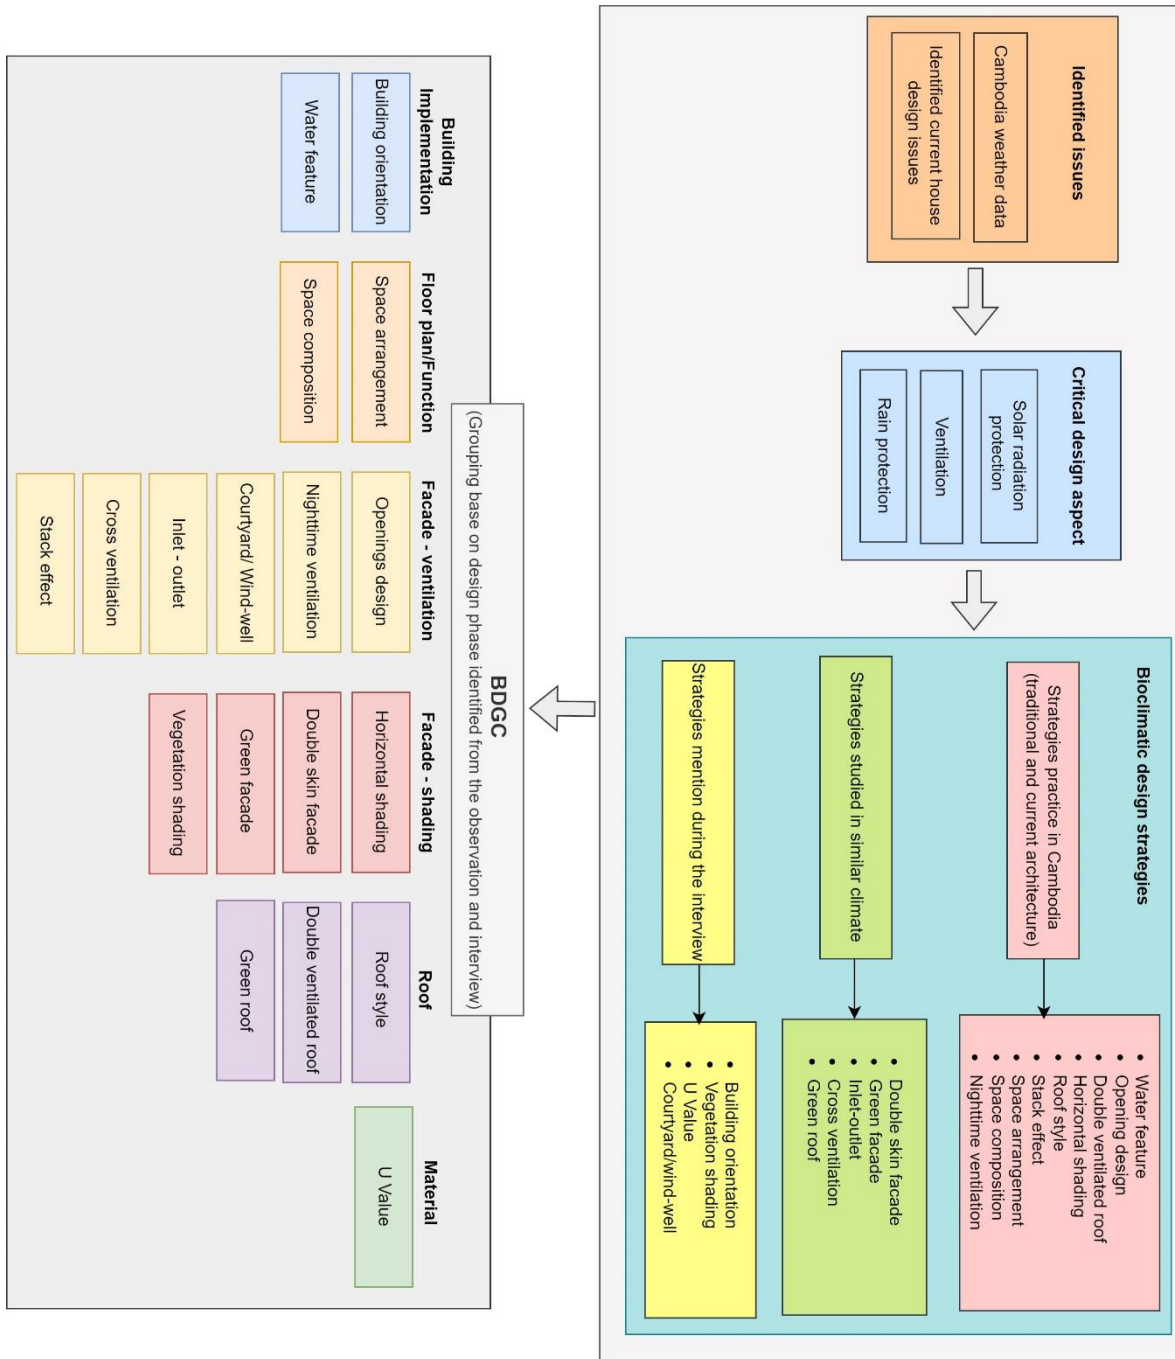 Identified issues
Cambodia weather data
Identified current house
design issues
Critical design aspect
Solar radiation
protection
Ventilation
Rain protection
Bioclimatic design strategies
Strategies practice in Cambodia
(traditional and current architecture)
• Water feature
• Opening design
• Double ventilated roof
• Horizontal shading
• Roof style
• Stack effect
• Space arrangement
• Space composition
• Nighttime ventilation
Strategies studied in similar climate
• Double skin facade
• Green facade
• Inlet-outlet
• Cross ventilation
• Green roof
Strategies mention during the interview
• Building orientation
• Vegetation shading
• U Value
• Courtyard/wind-well
BDGC
(Grouping base on design phase identified from the observation and interview)
Building
Implementation
Building orientation
Water feature
Floor plan/Function
Space arrangement
Space composition
Facade - ventilation
Openings design
Nighttime ventilation
Courtyard/ Wind-well
Inlet - outlet
Cross ventilation
Stack effect
Facade - shading
Horizontal shading
Double skin facade
Green facade
Vegetation shading
Roof
Roof style
Double ventilated roof
Green roof
Material
U Value